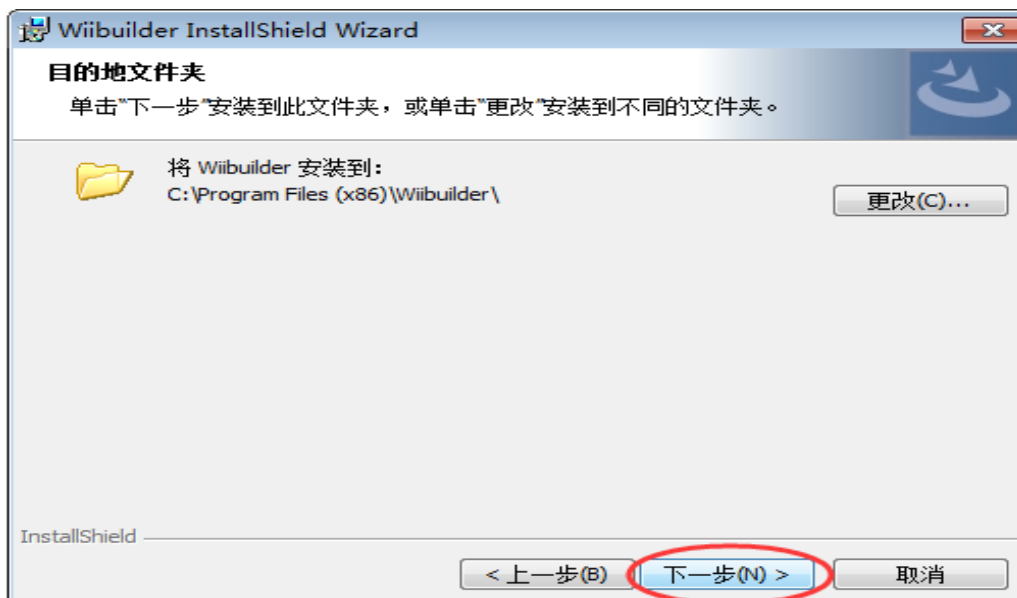 Wiibuilder InstallShield Wizard
目的地文件夹
单击"下一步"安装到此文件夹，或单击"更改"安装到不同的文件夹。
将 Wiibuilder 安装到：
C:\Program Files (x86)\Wiibuilder\
更改(C)...
InstallShield
< 上一步(B)
下一步(N) >
取消